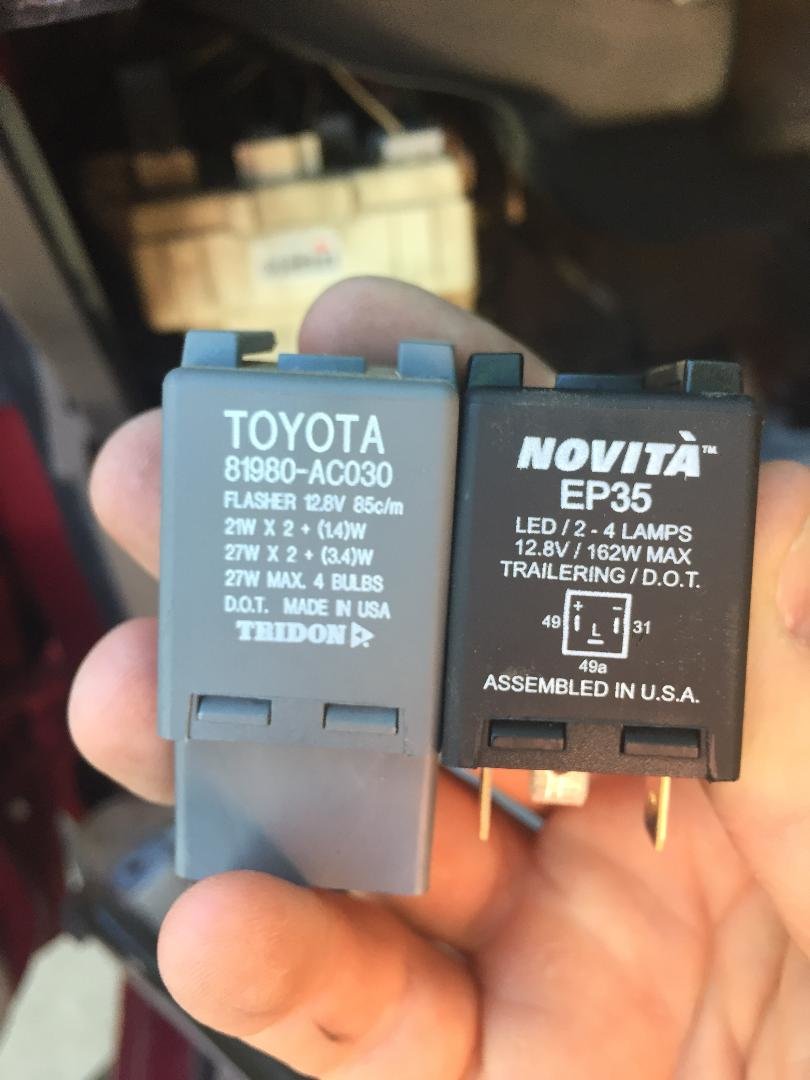 TOYOTA
81980-AC030
FLASHER 12.8V 85c/m
21W X 2 + (1.4)W
27W X 2 + (3.4)W
27W MAX. 4 BULBS
D.O.T. MADE IN USA
TRIDON
NOVITÀ™
EP35
LED / 2 - 4 LAMPS
12.8V / 162W MAX
TRAILERING / D.O.T.
+ -
49 L 31
49a
ASSEMBLED IN U.S.A.